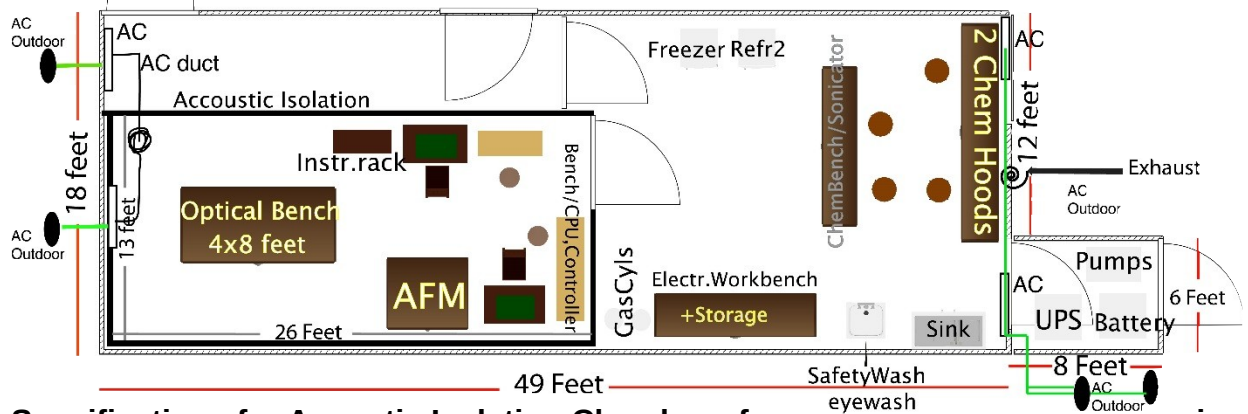 AC
Outdoor
AC
AC duct
Accoustic Isolation
Freezer Refr2
AC
2 Chem Hoods
ChemBench/Sonicator
12 feet
Exhaust
AC
Outdoor
18 feet
13 feet
Instr.rack
Optical Bench
4x8 feet
Bench/CPU,Controller
AC
Outdoor
AFM
26 Feet
GasCyls
Electr.Workbench
+Storage
Sink
AC
Pumps
UPS Battery
6 Feet
8 Feet
49 Feet
SafetyWash
eyewash
AC
Outdoor